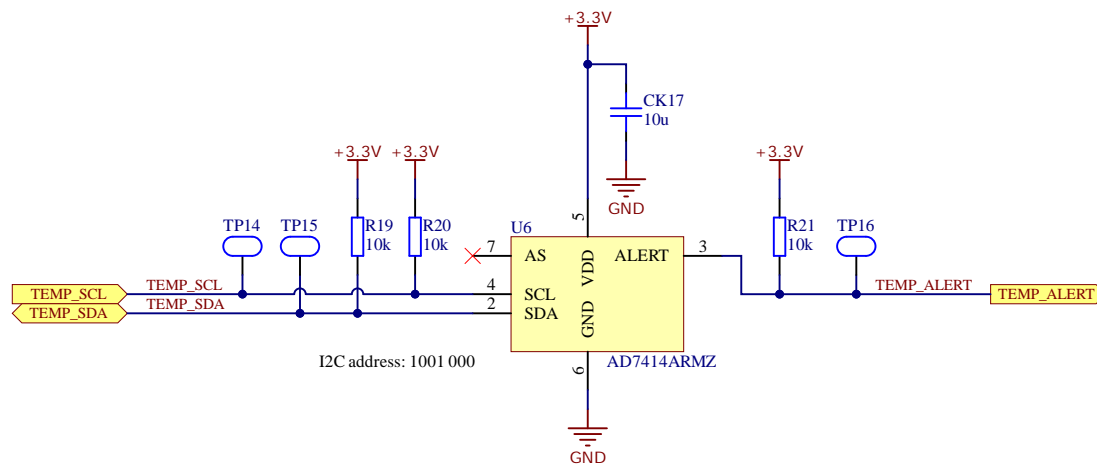 +3.3V
CK17
10u
GND
+3.3V
+3.3V
+3.3V
TP14
TP15
R19
10k
R20
10k
U6
5
R21
10k
TP16
7
AS
VDD
ALERT
3
TEMP_SCL
TEMP_SCL
4
SCL
TEMP_ALERT
TEMP_ALERT
TEMP_SDA
TEMP_SDA
2
SDA
GND
I2C address: 1001 000
6
AD7414ARMZ
GND